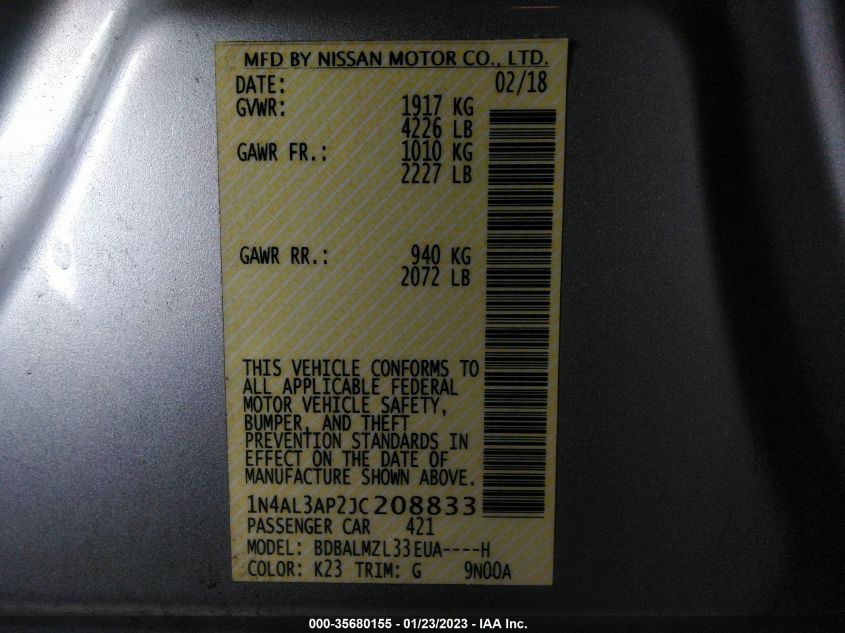 MFD BY NISSAN MOTOR CO., LTD.
DATE: 02/18
GVWR: 1917 KG
4226 LB
GAWR FR.: 1010 KG
2227 LB
GAWR RR.: 940 KG
2072 LB
THIS VEHICLE CONFORMS TO
ALL APPLICABLE FEDERAL
MOTOR VEHICLE SAFETY,
BUMPER, AND THEFT
PREVENTION STANDARDS IN
EFFECT ON THE DATE OF
MANUFACTURE SHOWN ABOVE.
1N4AL3AP2JC208833
PASSENGER CAR 421
MODEL: BDBALMZL33EUA----H
COLOR: K23 TRIM: G 9N00A
000-35680155 - 01/23/2023 - IAA Inc.